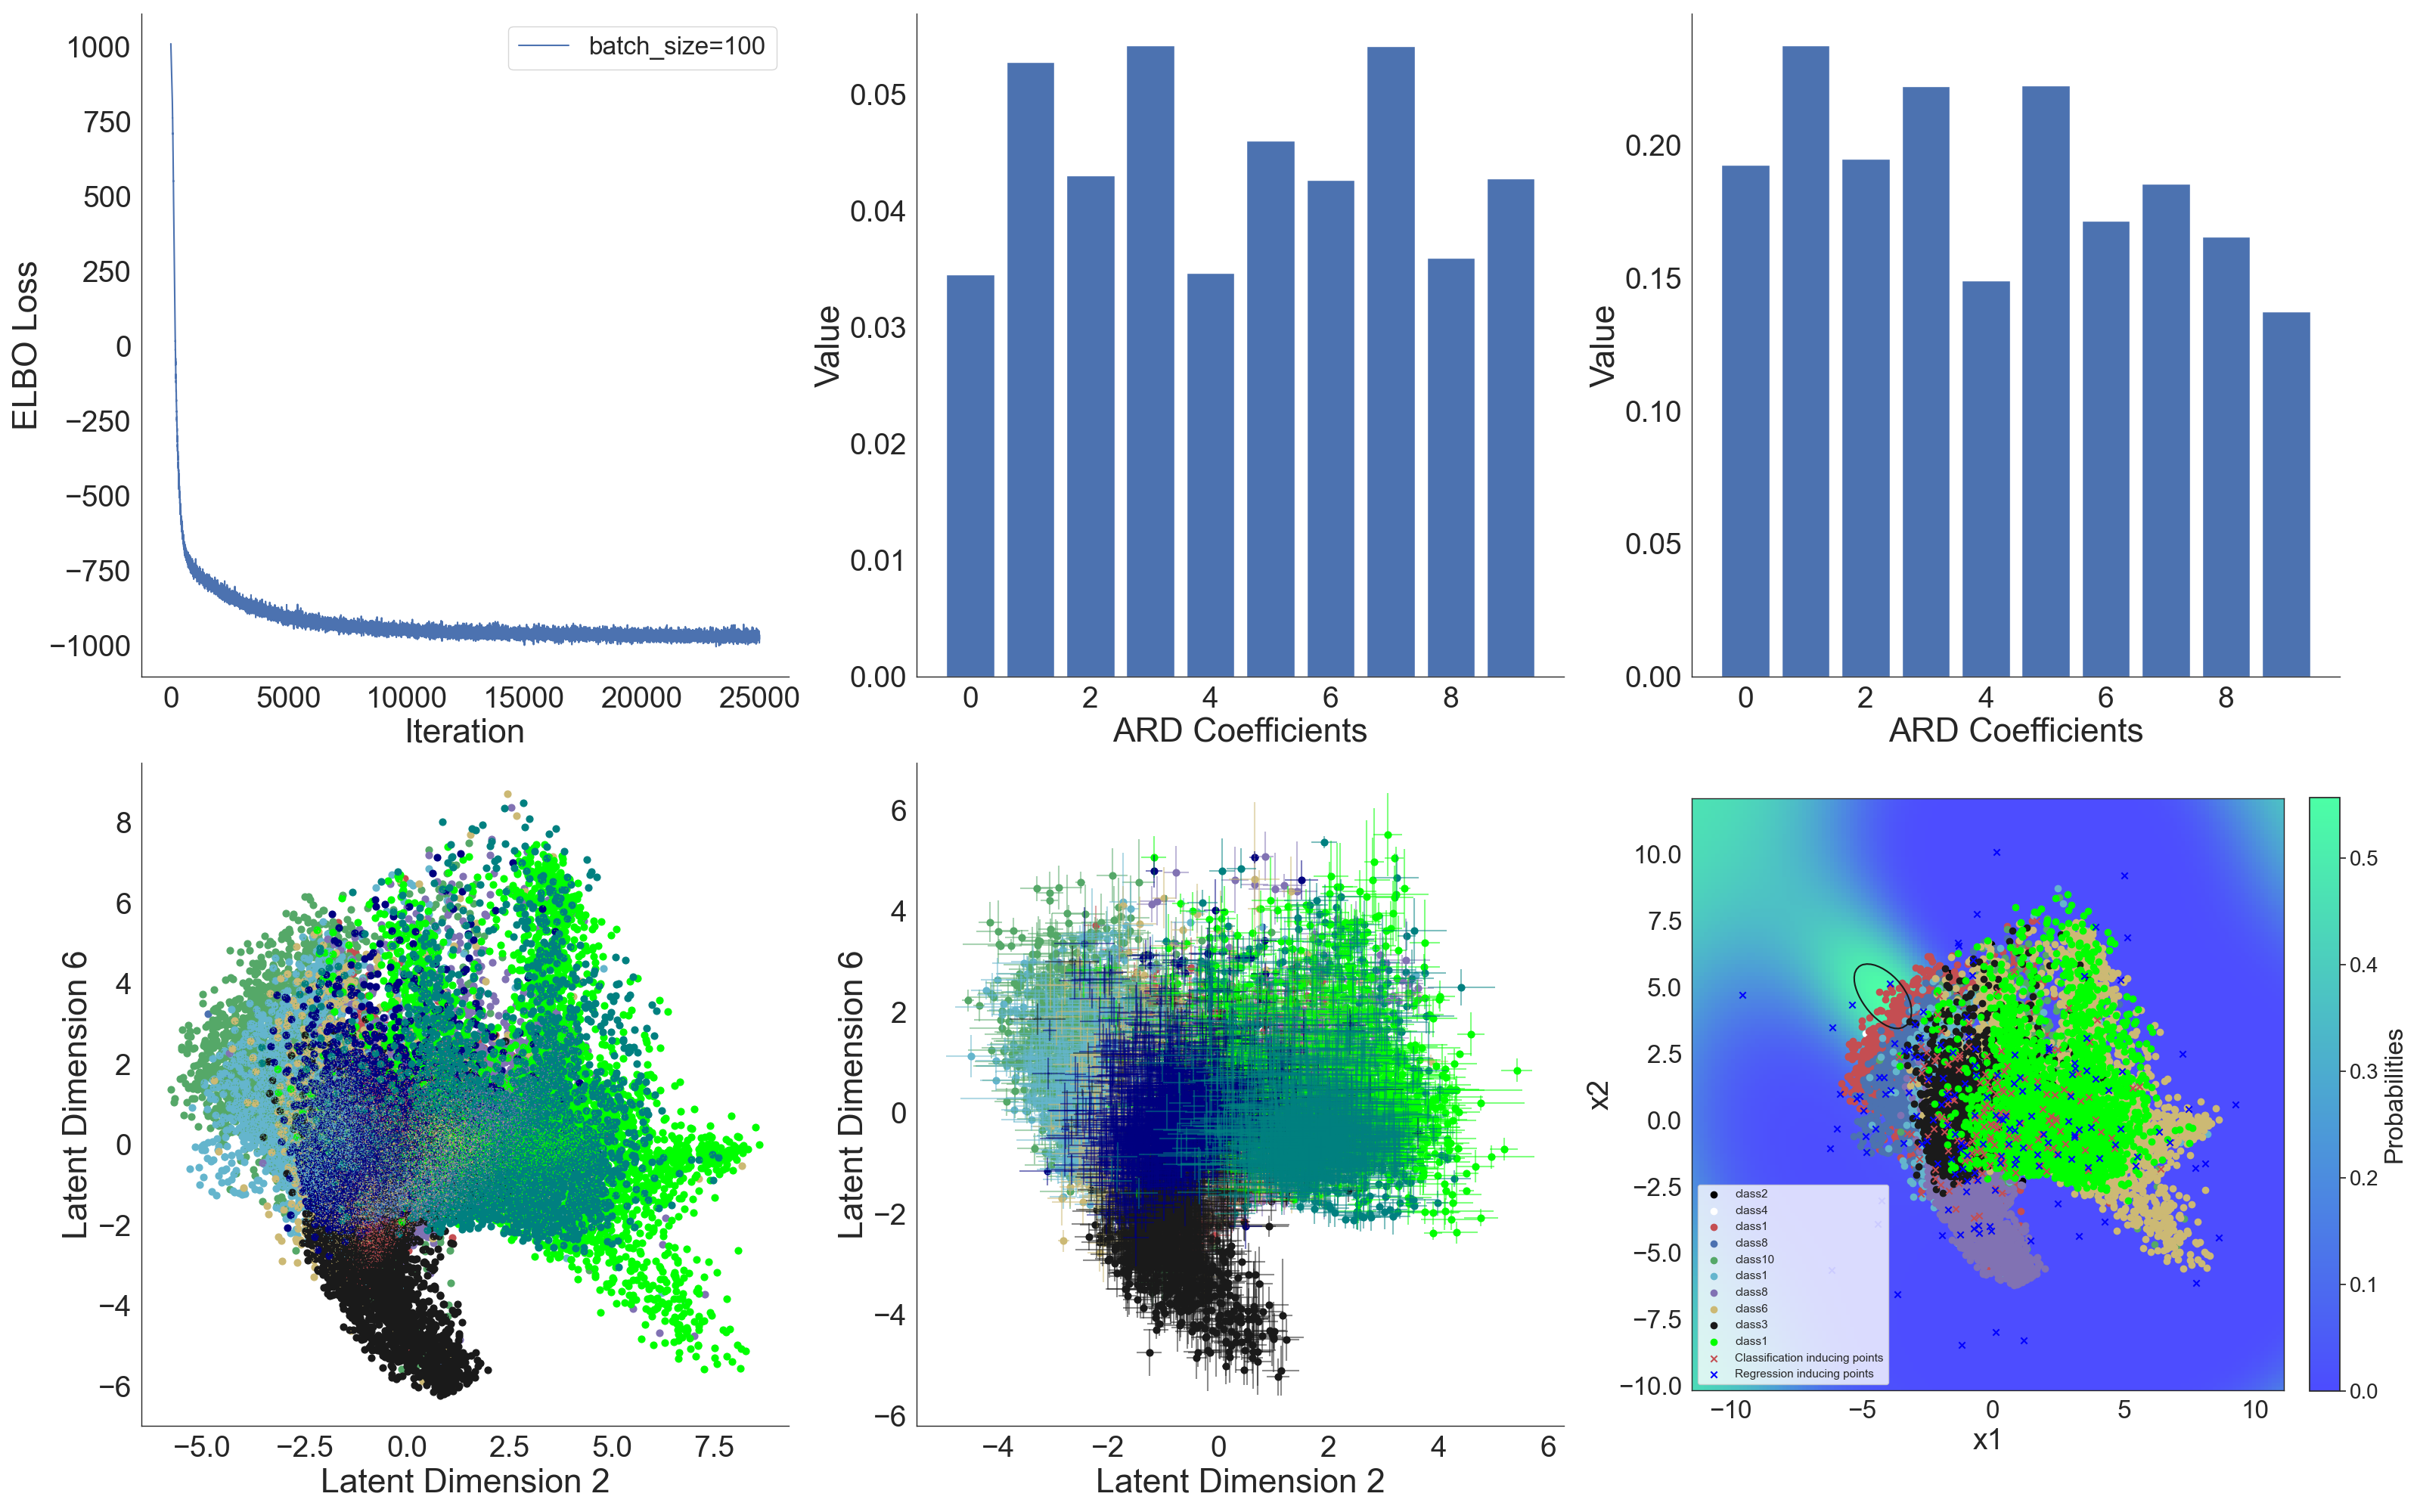 batch_size=100
1000
750
500
250
0
−250
−500
−750
−1000
ELBO Loss
0 5000 10000 15000 20000 25000
Iteration
0.05
0.04
0.03
0.02
0.01
0.00
Value
0 2 4 6 8
ARD Coefficients
0.20
0.15
0.10
0.05
0.00
Value
0 2 4 6 8
ARD Coefficients
8
6
4
2
0
−2
−4
−6
Latent Dimension 6
−5.0 −2.5 0.0 2.5 5.0 7.5
Latent Dimension 2
6
4
2
0
−2
−4
−6
Latent Dimension 6
−4 −2 0 2 4 6
Latent Dimension 2
10.0
7.5
5.0
2.5
0.0
−2.5
−5.0
−7.5
−10.0
x2
class2
class4
class1
class8
class10
class1
class8
class6
class3
class1
Classification inducing points
Regression inducing points
−10 −5 0 5 10
x1
0.5
0.4
0.3
0.2
0.1
0.0
Probabilities